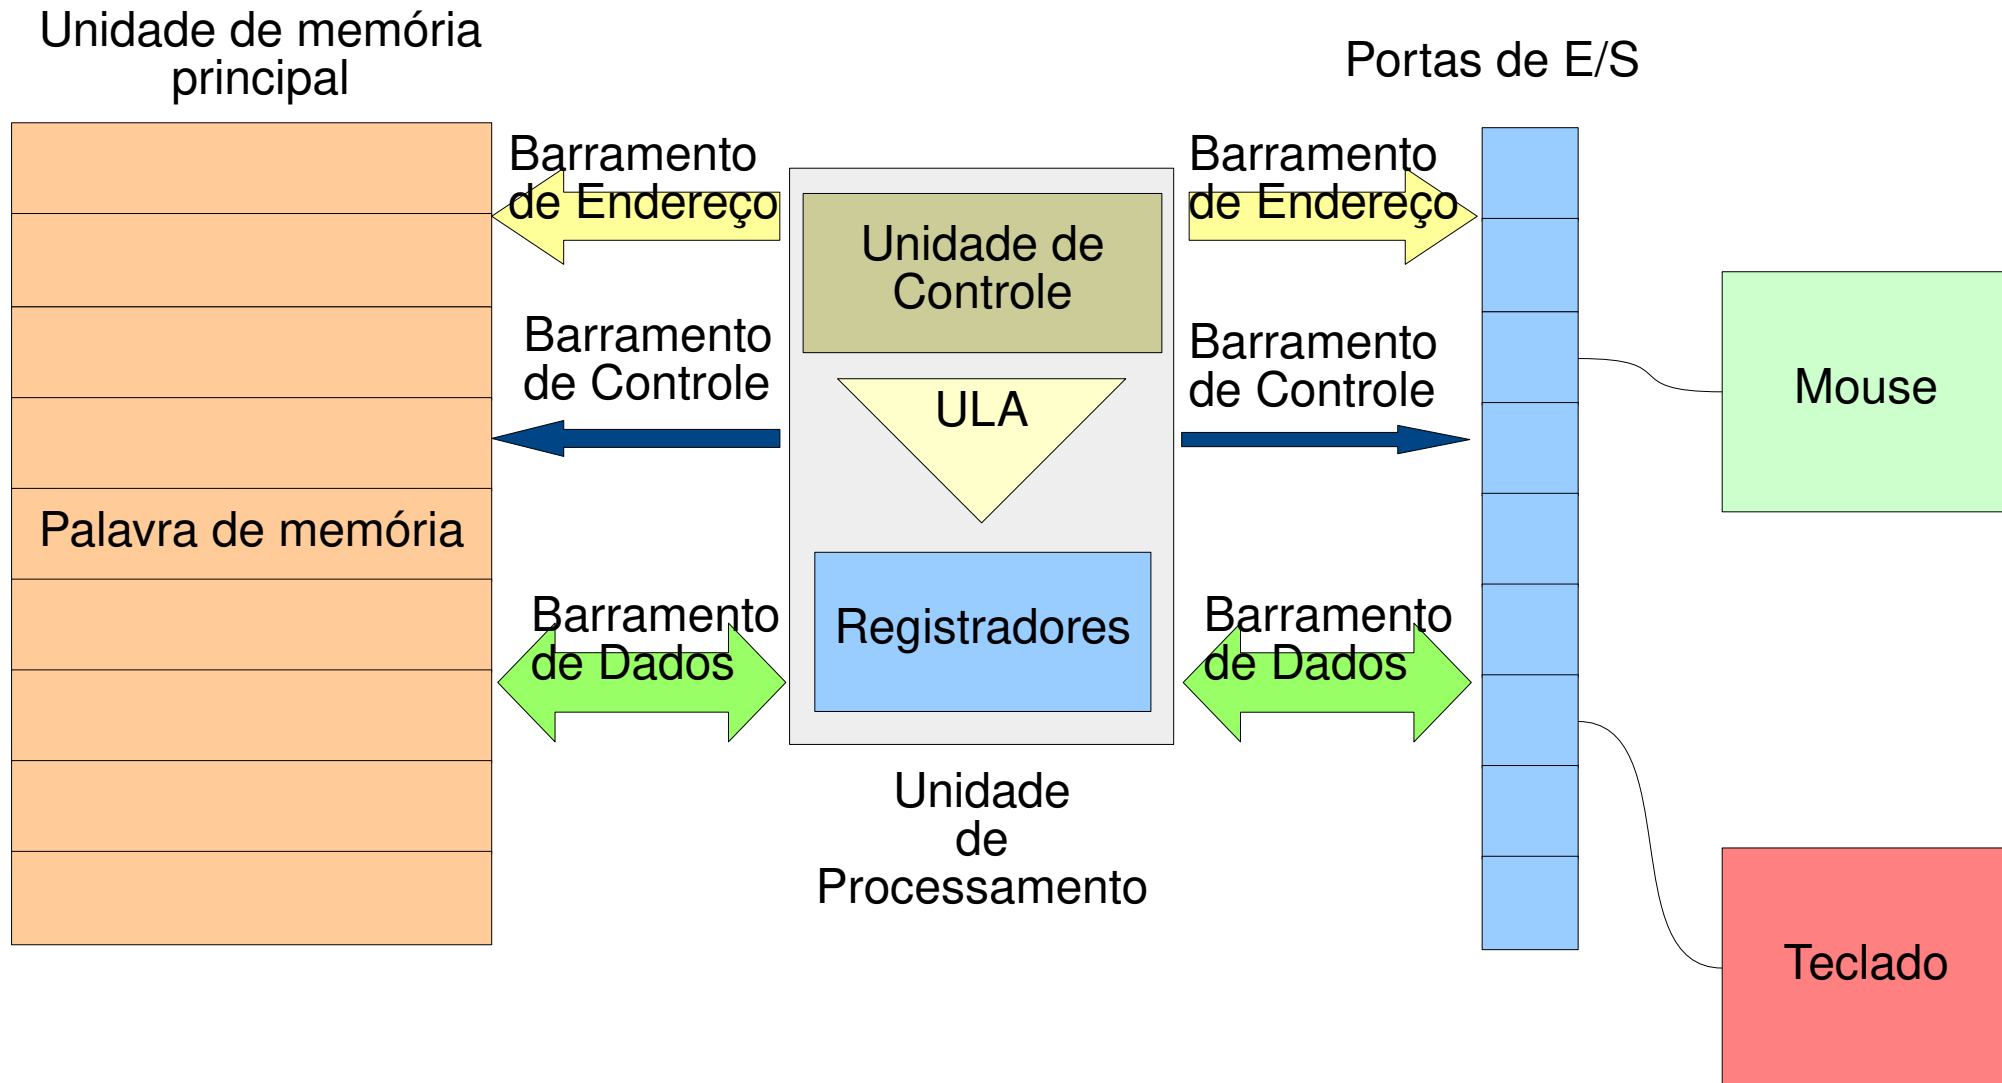 Unidade de memória
principal
Portas de E/S
Barramento
de Endereço
Barramento
de Endereço
Unidade de
Controle
Barramento
de Controle
Barramento
de Controle
ULA
Mouse
Palavra de memória
Barramento
de Dados
Registradores
Barramento
de Dados
Unidade
de
Processamento
Teclado